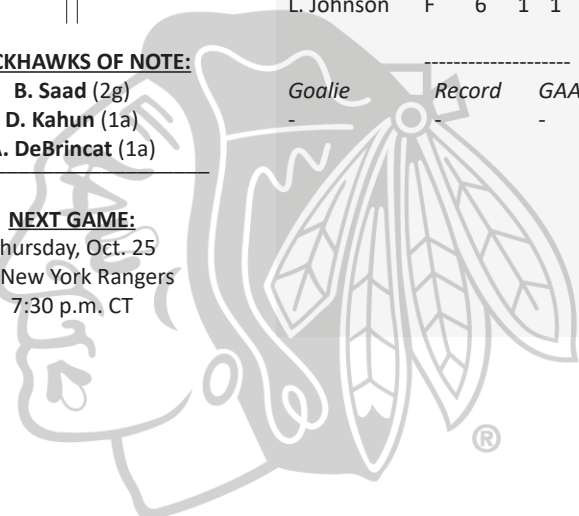 CKHAWKS OF NOTE:
B. Saad (2g)
D. Kahun (1a)
A. DeBrincat (1a)
NEXT GAME:
hursday, Oct. 25
New York Rangers
7:30 p.m. CT
L. Johnson F 6 1 1
--------------------
Goalie Record GAA
- - -
®